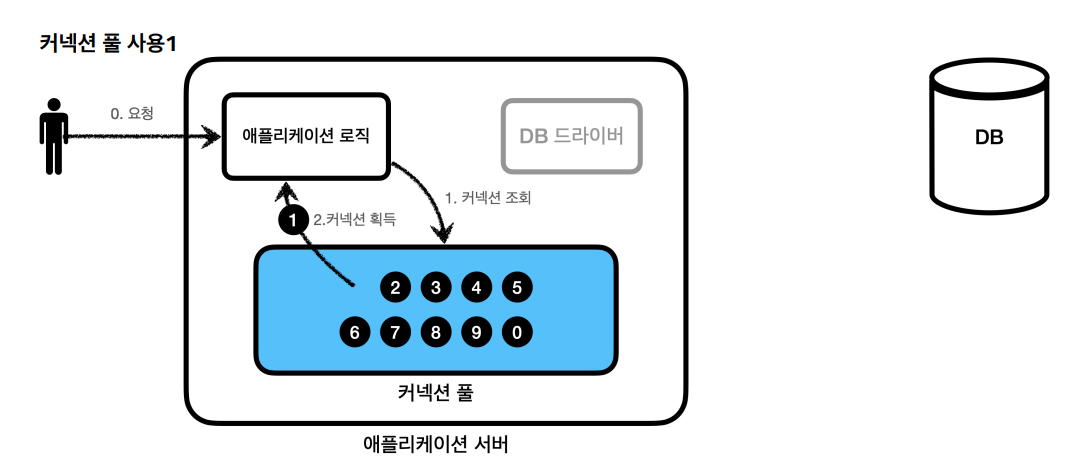 커넥션 풀 사용1
0. 요청
애플리케이션 로직
DB 드라이버
DB
1. 커넥션 조회
1
2.커넥션 획득
2 3 4 5
6 7 8 9 0
커넥션 풀
애플리케이션 서버